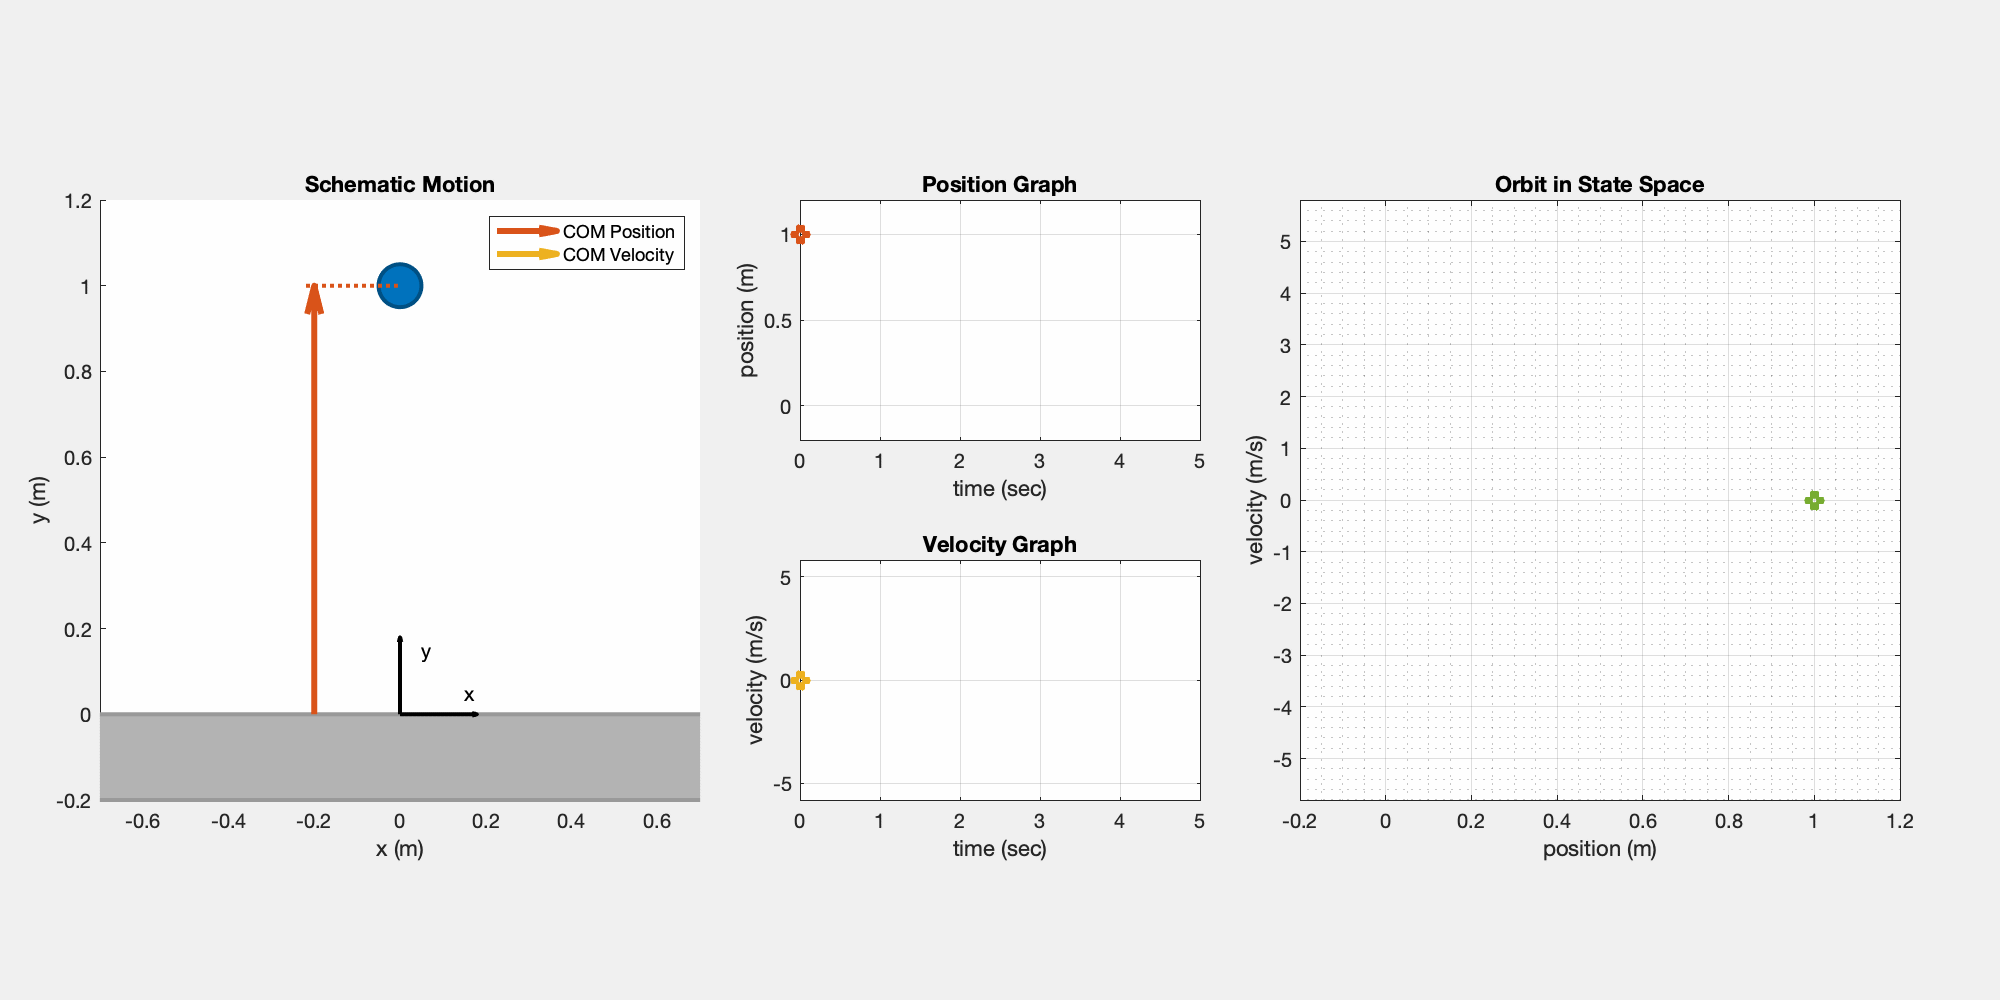 Schematic Motion
1.2
1
0.8
0.6
0.4
0.2
0
-0.2
y (m)
COM Position
COM Velocity
y
x
-0.6 -0.4 -0.2 0 0.2 0.4 0.6
x (m)
Position Graph
1
0.5
0
position (m)
0 1 2 3 4 5
time (sec)
Velocity Graph
5
0
-5
velocity (m/s)
0 1 2 3 4 5
time (sec)
Orbit in State Space
5
4
3
2
1
0
-1
-2
-3
-4
-5
velocity (m/s)
-0.2 0 0.2 0.4 0.6 0.8 1 1.2
position (m)